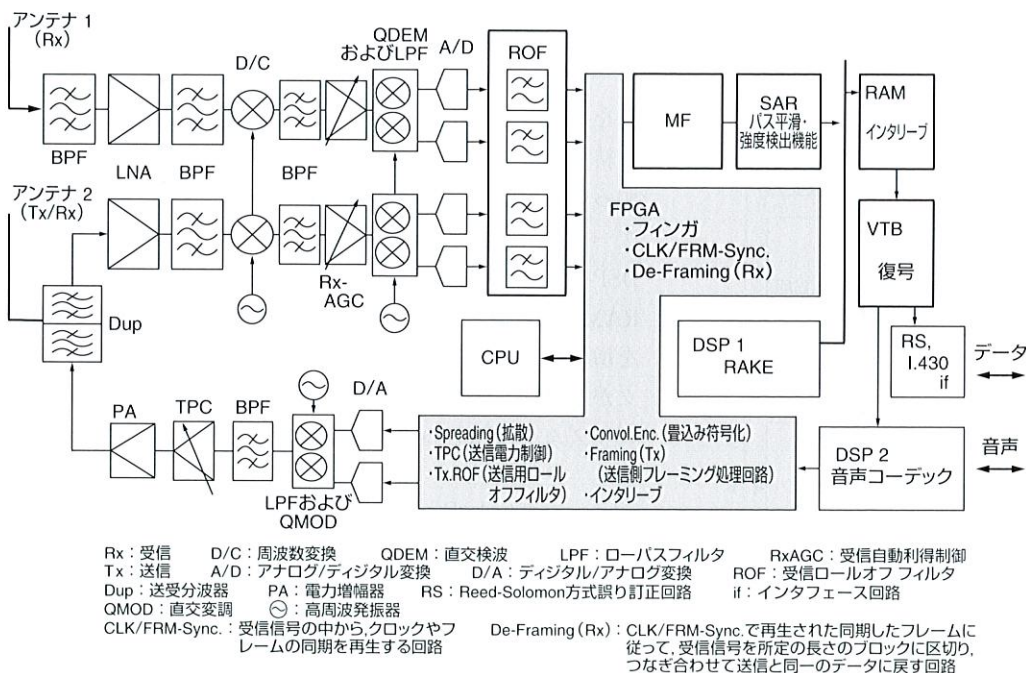 アンテナ 1
(Rx)
BPF
LNA
BPF
D/C
BPF
QDEM
およびLPF
A/D
ROF
MF
SAR
パス平滑・
強度検出機能
RAM
インタリーブ
アンテナ 2
(Tx/Rx)
Rx-
AGC
FPGA
・フィンガ
・CLK/FRM-Sync.
・De-Framing(Rx)
VTB
復号
Dup
CPU
DSP 1
RAKE
RS,
I.430
if
データ
PA
TPC
BPF
LPFおよび
QMOD
D/A
・Spreading(拡散)
・TPC(送信電力制御)
・Tx.ROF(送信用ロール
オフフィルタ)
・Convol.Enc.(畳込み符号化)
・Framing(Tx)
(送信側フレーミング処理回路)
・インタリーブ
DSP 2
音声コーデック
音声
Rx:受信 D/C:周波数変換 QDEM:直交検波 LPF:ローパスフィルタ RxAGC:受信自動利得制御
Tx:送信 A/D:アナログ/ディジタル変換 D/A:ディジタル/アナログ変換 ROF:受信ロールオフ フィルタ
Dup:送受分波器 PA:電力増幅器 RS:Reed-Solomon方式誤り訂正回路 if:インタフェース回路
QMOD:直交変調 :高周波発振器
CLK/FRM-Sync.:受信信号の中から,クロックやフ
レームの同期を再生する回路
De-Framing(Rx):CLK/FRM-Sync.で再生された同期したフレームに
従って,受信信号を所定の長さのブロックに区切り,
つなぎ合わせて送信と同一のデータに戻す回路